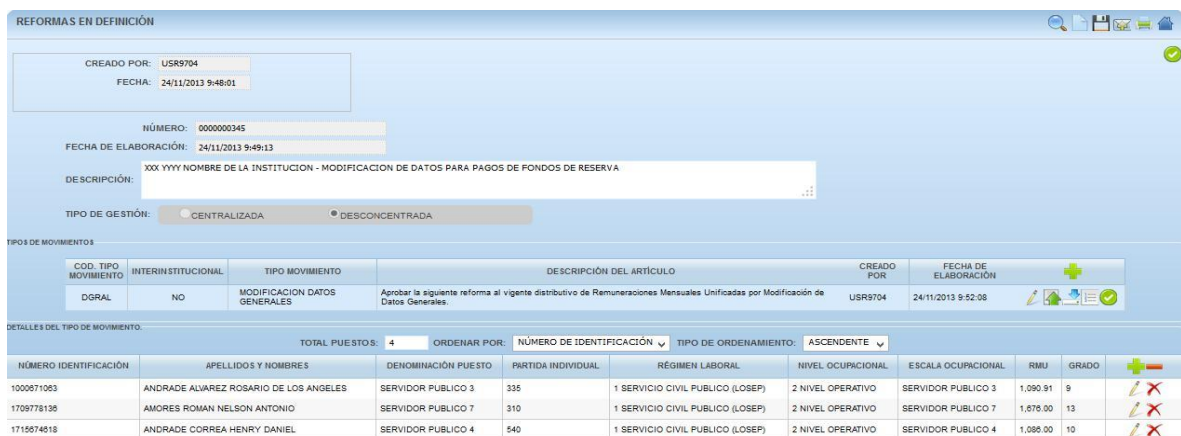 REFORMAS EN DEFINICIÓN
CREADO POR: USR9704
FECHA: 24/11/2013 9:48:01
NÚMERO: 0000000345
FECHA DE ELABORACIÓN: 24/11/2013 9:49:13
DESCRIPCIÓN: XXX YYYY NOMBRE DE LA INSTITUCION - MODIFICACION DE DATOS PARA PAGOS DE FONDOS DE RESERVA
TIPO DE GESTIÓN: CENTRALIZADA DESCONCENTRADA
TIPOS DE MOVIMIENTOS
COD. TIPO MOVIMIENTO INTERINSTITUCIONAL TIPO MOVIMIENTO DESCRIPCIÓN DEL ARTÍCULO CREADO POR FECHA DE ELABORACIÓN
DGRAL NO MODIFICACION DATOS GENERALES Aprobar la siguiente reforma al vigente distributivo de Remuneraciones Mensuales Unificadas por Modificación de Datos Generales. USR9704 24/11/2013 9:52:08
DETALLES DEL TIPO DE MOVIMIENTO.
TOTAL PUESTOS: 4 ORDENAR POR: NÚMERO DE IDENTIFICACIÓN TIPO DE ORDENAMIENTO: ASCENDENTE
NÚMERO IDENTIFICACIÓN APELLIDOS Y NOMBRES DENOMINACIÓN PUESTO PARTIDA INDIVIDUAL RÉGIMEN LABORAL NIVEL OCUPACIONAL ESCALA OCUPACIONAL RMU GRADO
1000671063 ANDRADE ALVAREZ ROSARIO DE LOS ANGELES SERVIDOR PUBLICO 3 335 1 SERVICIO CIVIL PUBLICO (LOSEP) 2 NIVEL OPERATIVO SERVIDOR PUBLICO 3 1,090.91 9
1709778136 AMORES ROMAN NELSON ANTONIO SERVIDOR PUBLICO 7 310 1 SERVICIO CIVIL PUBLICO (LOSEP) 2 NIVEL OPERATIVO SERVIDOR PUBLICO 7 1,676.00 13
1715674618 ANDRADE CORREA HENRY DANIEL SERVIDOR PUBLICO 4 540 1 SERVICIO CIVIL PUBLICO (LOSEP) 2 NIVEL OPERATIVO SERVIDOR PUBLICO 4 1,086.00 10